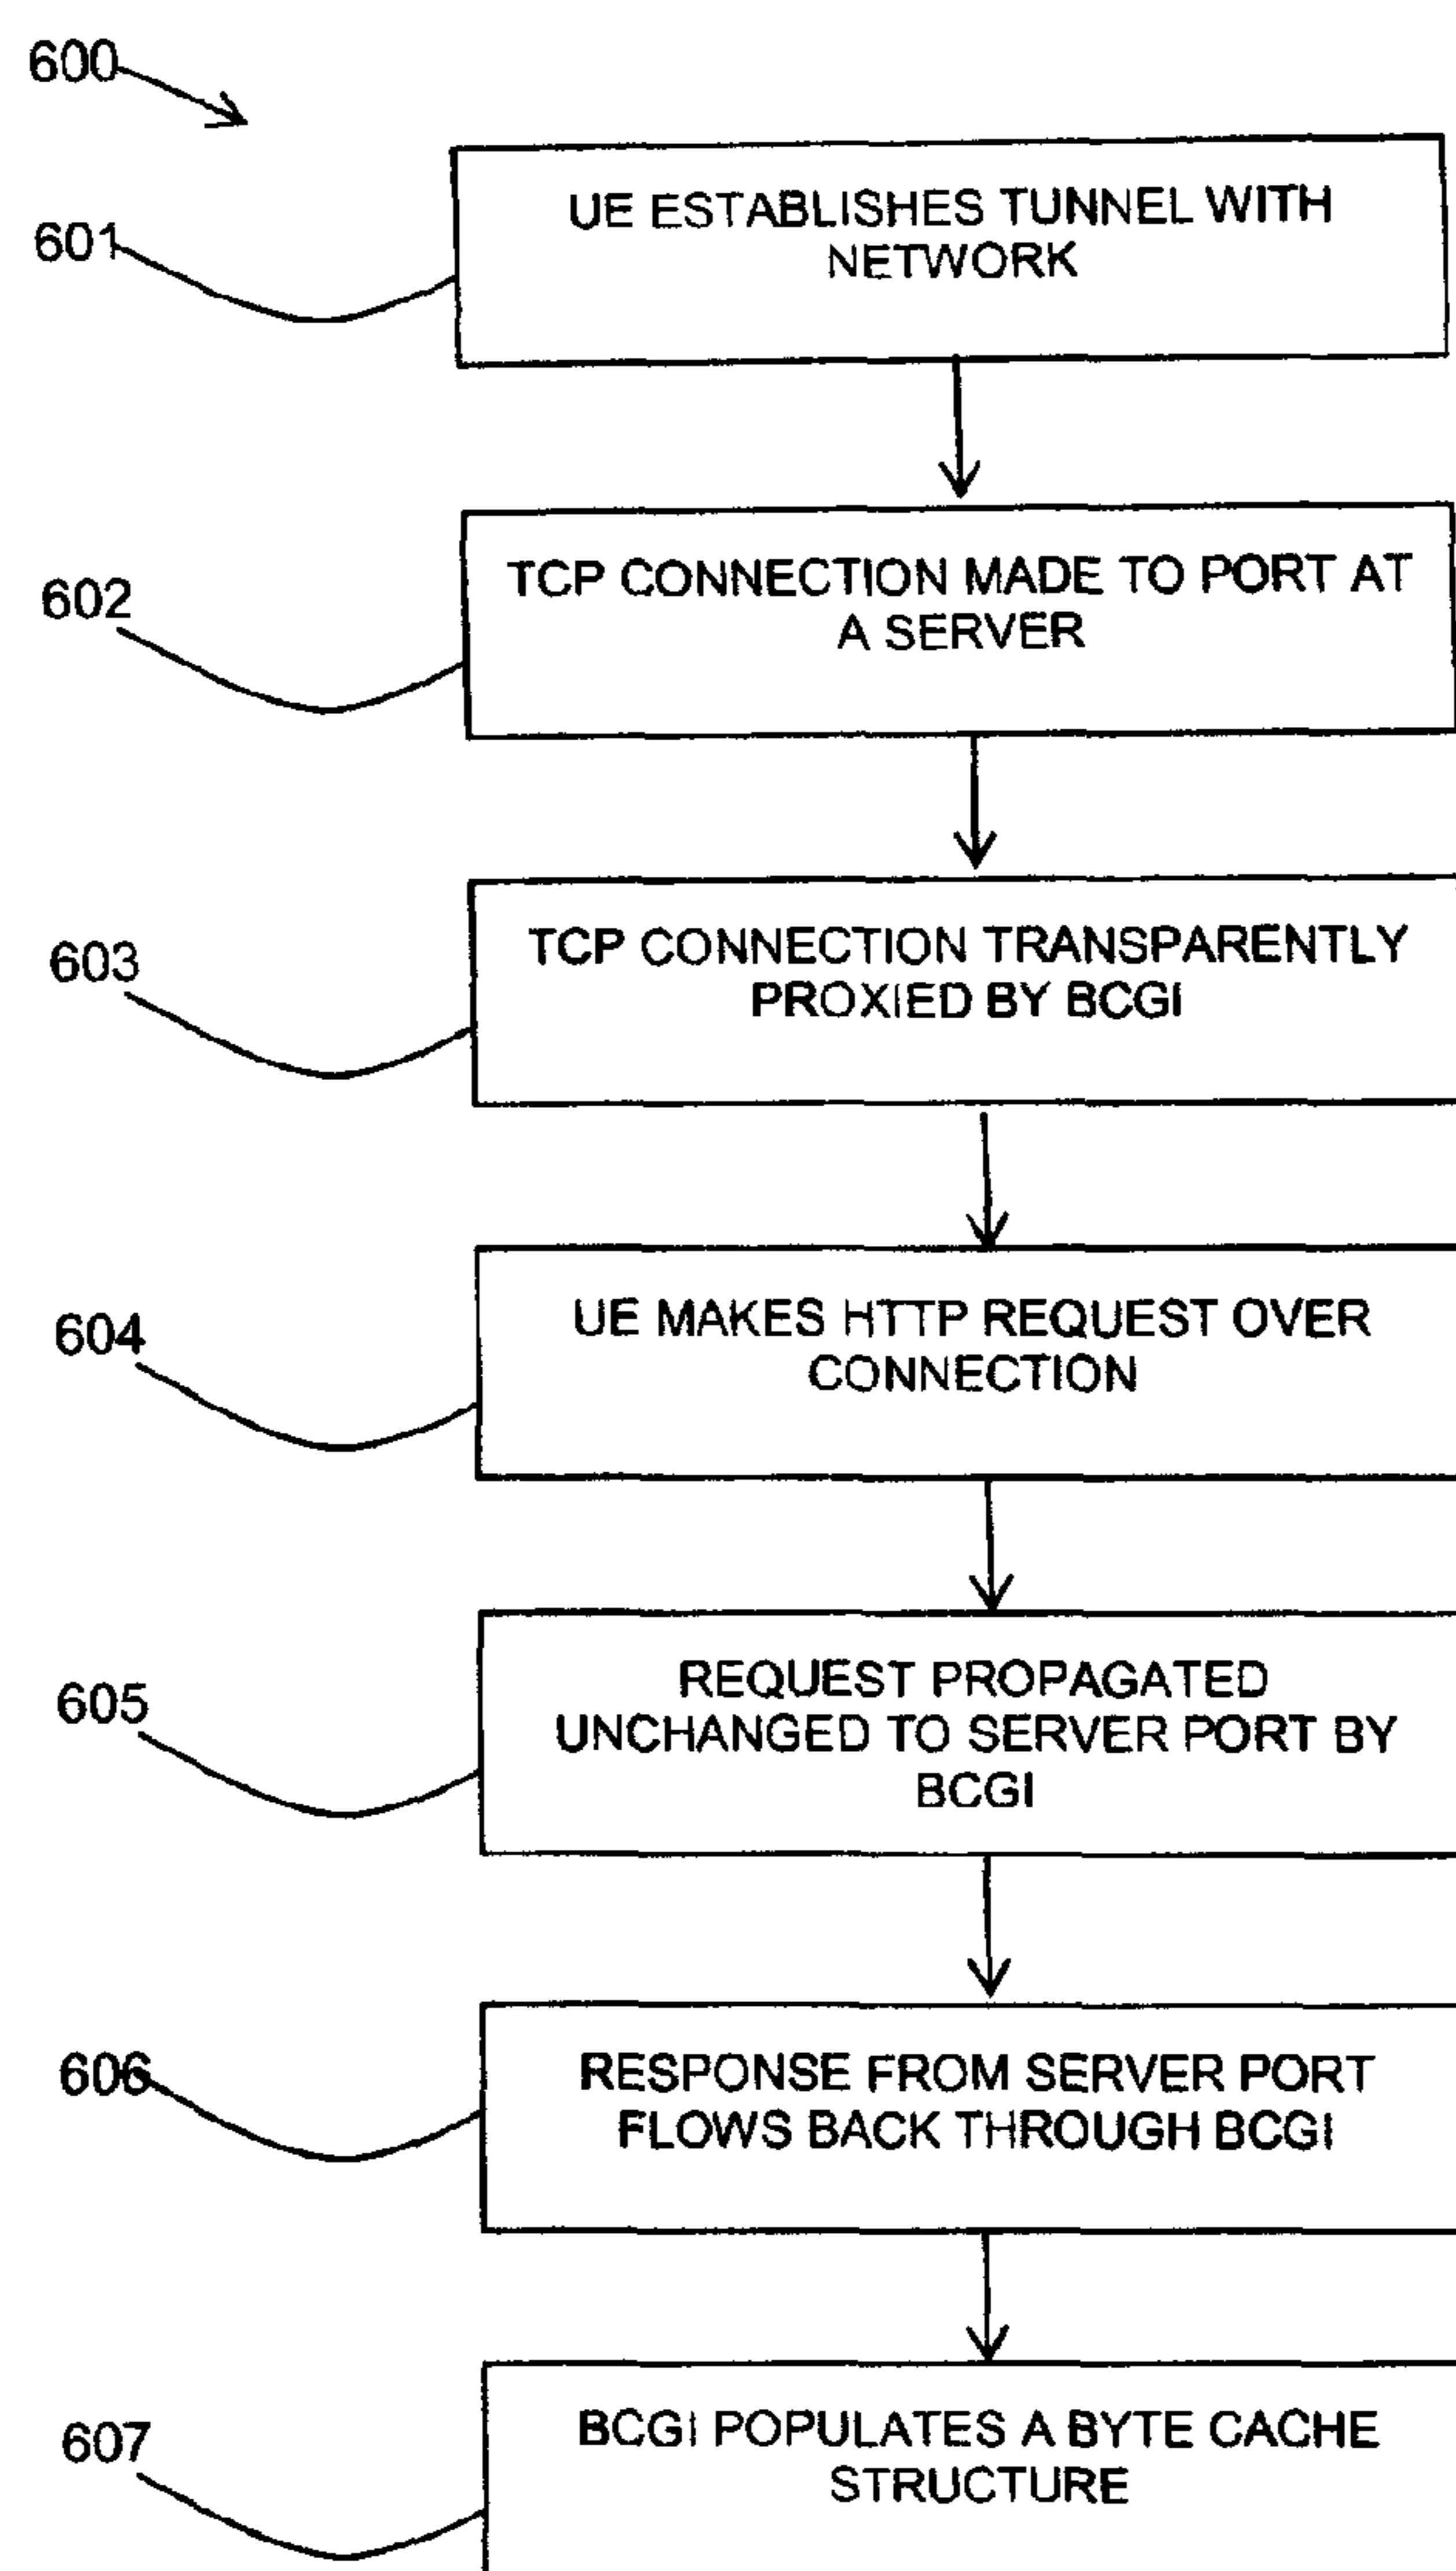 600
601
UE ESTABLISHES TUNNEL WITH
NETWORK
602
TCP CONNECTION MADE TO PORT AT
A SERVER
603
TCP CONNECTION TRANSPARENTLY
PROXIED BY BCGI
604
UE MAKES HTTP REQUEST OVER
CONNECTION
605
REQUEST PROPAGATED
UNCHANGED TO SERVER PORT BY
BCGI
606
RESPONSE FROM SERVER PORT
FLOWS BACK THROUGH BCGI
607
BCGI POPULATES A BYTE CACHE
STRUCTURE